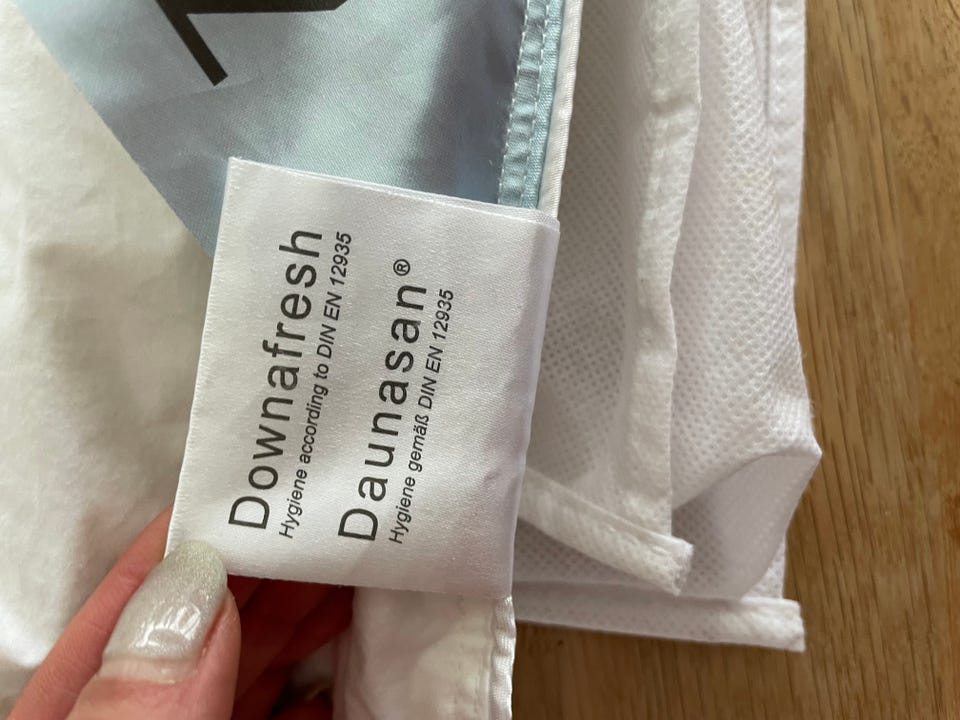 Downafresh
Hygiene according to DIN EN 12935
Daunasan®
Hygiene gemäß DIN EN 12935